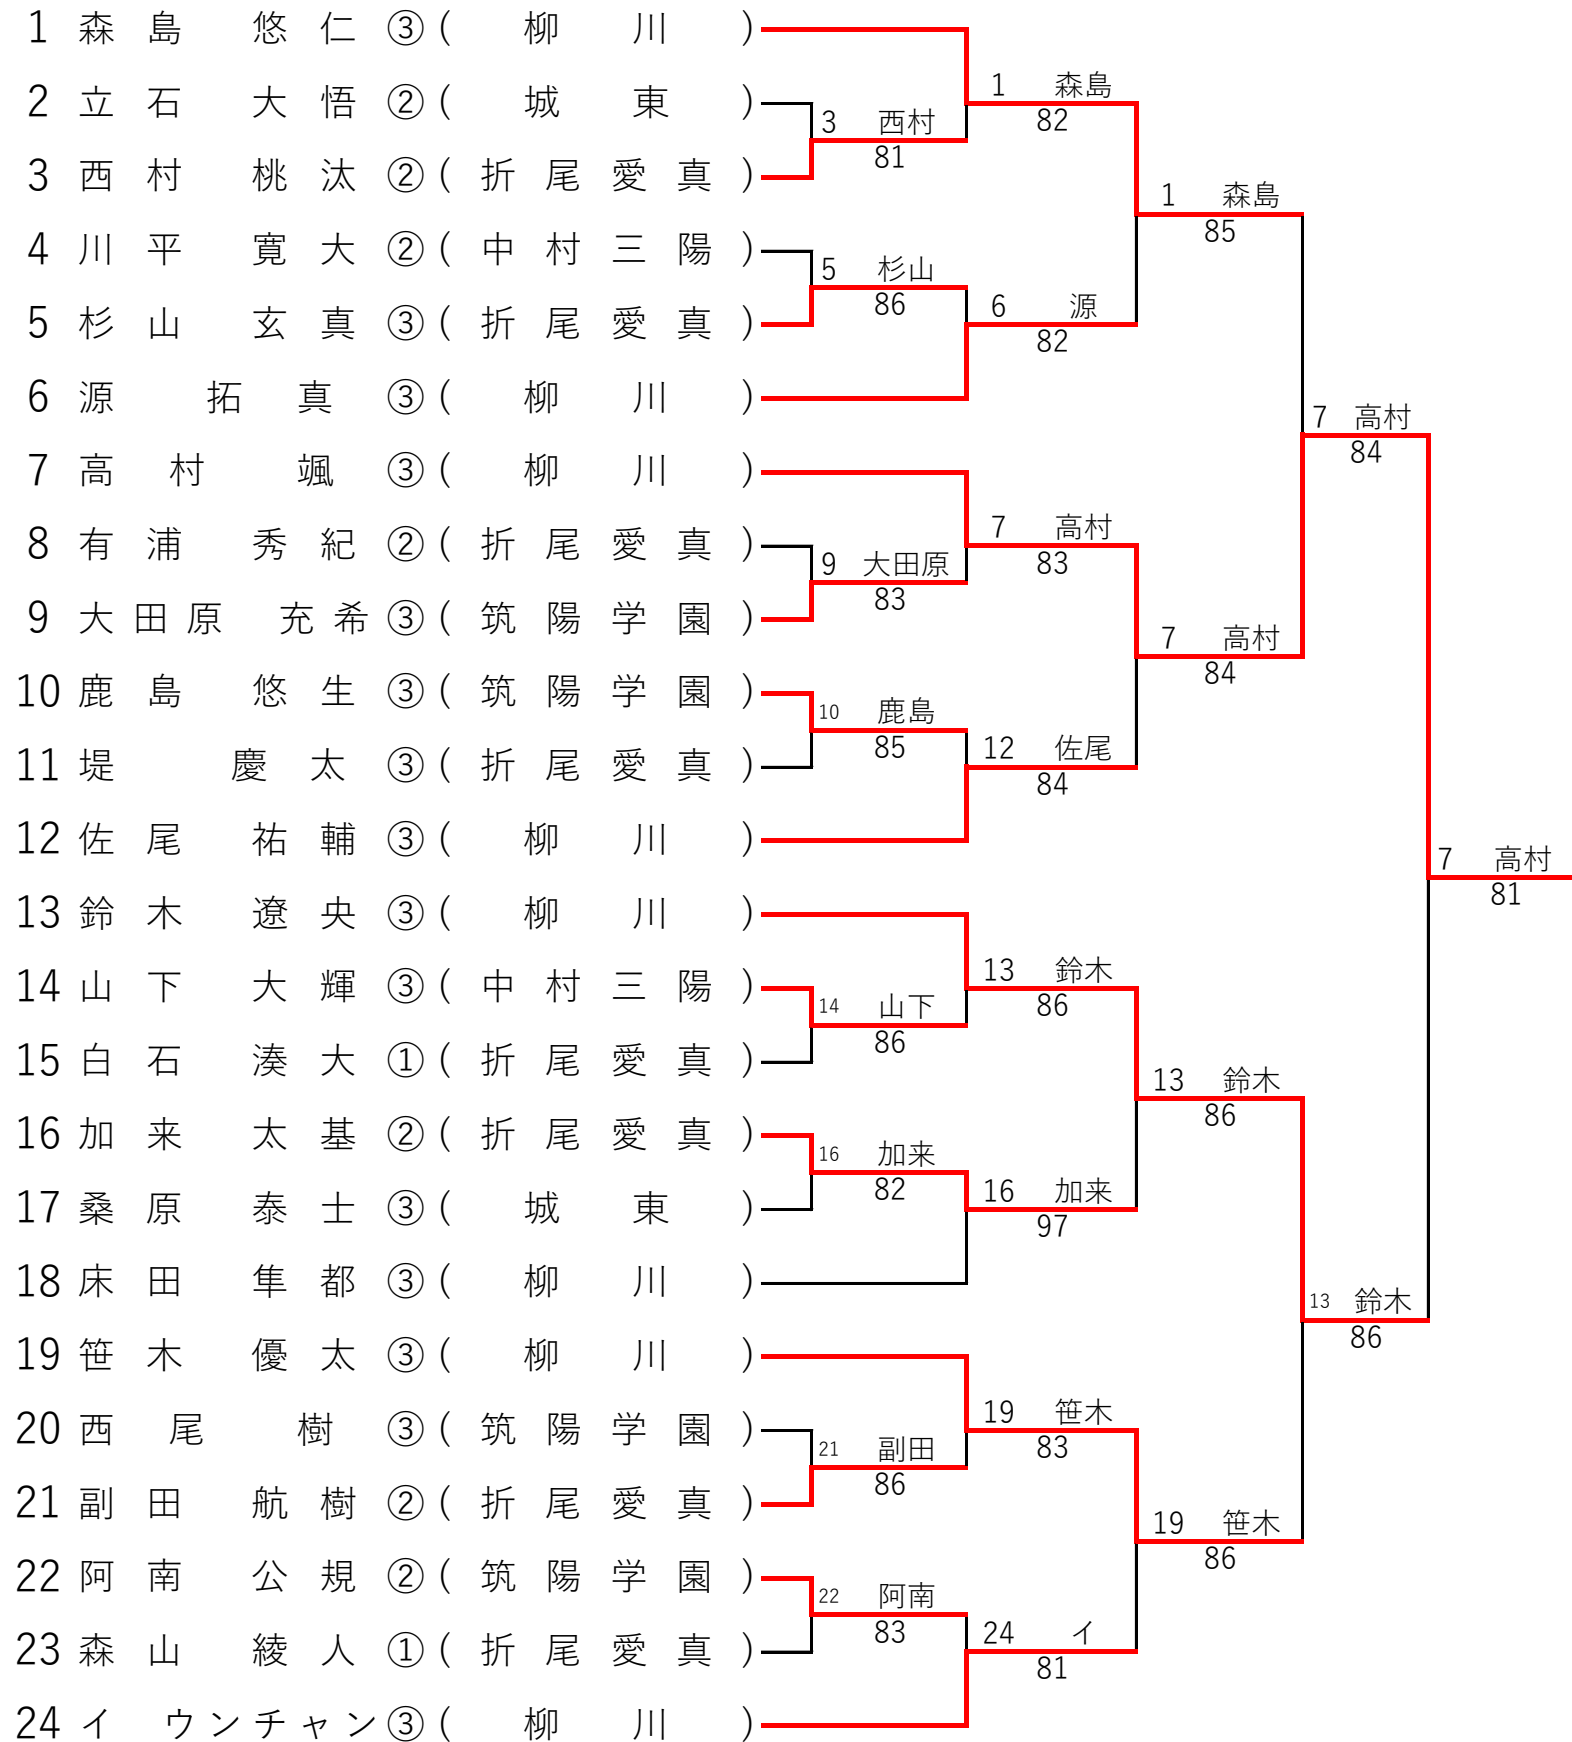 1 森島 悠仁 ③ ( 柳川 )
1 森島
2 立石 大悟 ② ( 城東 )
3 西村
82
81
3 西村 桃汰 ② ( 折尾愛真 )
1 森島
85
4 川平 寛大 ② ( 中村三陽 )
5 杉山
86
6 源
5 杉山 玄真 ③ ( 折尾愛真 )
82
6 源 拓真 ③ ( 柳川 )
7 高村
84
7 高村 颯 ③ ( 柳川 )
7 高村
8 有浦 秀紀 ② ( 折尾愛真 )
9 大田原
83
83
9 大田原 充希 ③ ( 筑陽学園 )
7 高村
84
10 鹿島 悠生 ③ ( 筑陽学園 )
10 鹿島
85
12 佐尾
11 堤 慶太 ③ ( 折尾愛真 )
84
12 佐尾 祐輔 ③ ( 柳川 )
7 高村
81
13 鈴木 遼央 ③ ( 柳川 )
13 鈴木
14 山下 大輝 ③ ( 中村三陽 )
14 山下
86
86
15 白石 湊大 ① ( 折尾愛真 )
13 鈴木
86
16 加来 太基 ② ( 折尾愛真 )
16 加来
82
16 加来
17 桑原 泰士 ③ ( 城東 )
97
18 床田 隼都 ③ ( 柳川 )
13 鈴木
86
19 笹木 優太 ③ ( 柳川 )
19 笹木
20 西尾 樹 ③ ( 筑陽学園 )
21 副田
83
86
21 副田 航樹 ② ( 折尾愛真 )
19 笹木
86
22 阿南 公規 ② ( 筑陽学園 )
22 阿南
83
24 イ
23 森山 綾人 ① ( 折尾愛真 )
81
24 イ ウンチャン ③ ( 柳川 )